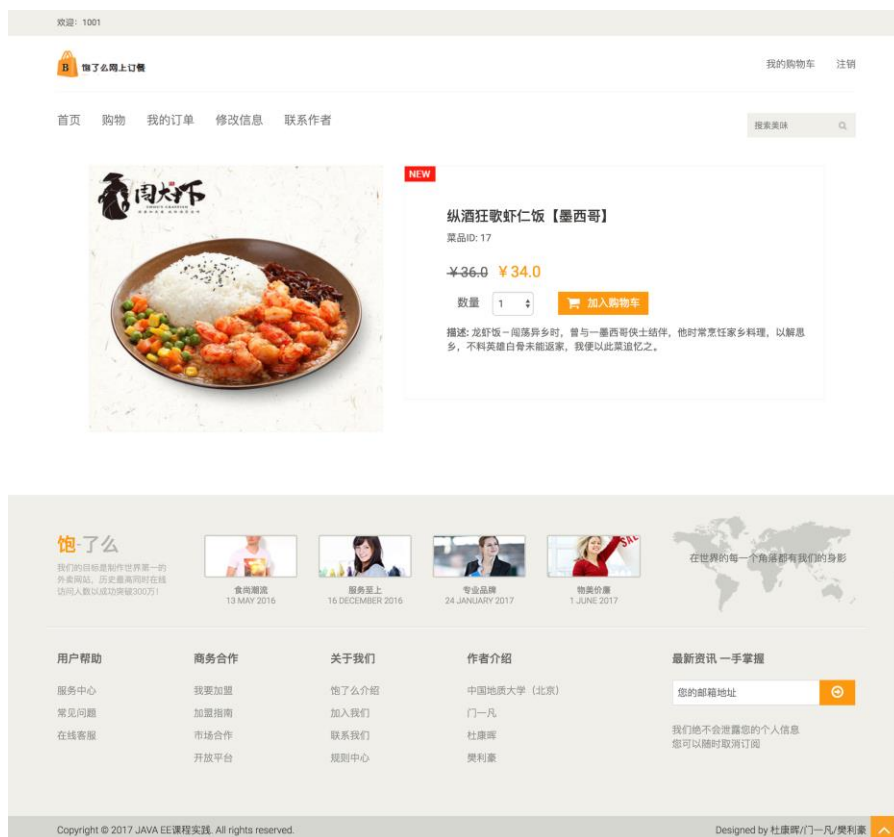 欢迎：1001
B 饱了么网上订餐
我的购物车 注销
首页 购物 我的订单 修改信息 联系作者
搜索美味
周大虾
NEW
纵酒狂歌虾仁饭【墨西哥】
菜品ID: 17
￥36.0 ￥34.0
数量 1 加入购物车
描述: 龙虾饭－闯荡异乡时，曾与一墨西哥侠士结伴，他时常烹饪家乡料理，以解思
乡，不料英雄白骨未能返家，我便以此菜追忆之。
饱-了么
我们的目标是制作世界第一的
外卖网站，历史最高同时在线
访问人数以成功突破300万！
食尚潮流
13 MAY 2016
服务至上
16 DECEMBER 2016
专业品牌
24 JANUARY 2017
SAL
物美价廉
1 JUNE 2017
在世界的每一个角落都有我们的身影
用户帮助
服务中心
常见问题
在线客服
商务合作
我要加盟
加盟指南
市场合作
开放平台
关于我们
饱了么介绍
加入我们
联系我们
规则中心
作者介绍
中国地质大学（北京）
门一凡
杜康晖
樊利豪
最新资讯 一手掌握
您的邮箱地址
我们绝不会泄露您的个人信息
您可以随时取消订阅
Copyright © 2017 JAVA EE课程实践. All rights reserved.
Designed by 杜康晖/门一凡/樊利豪